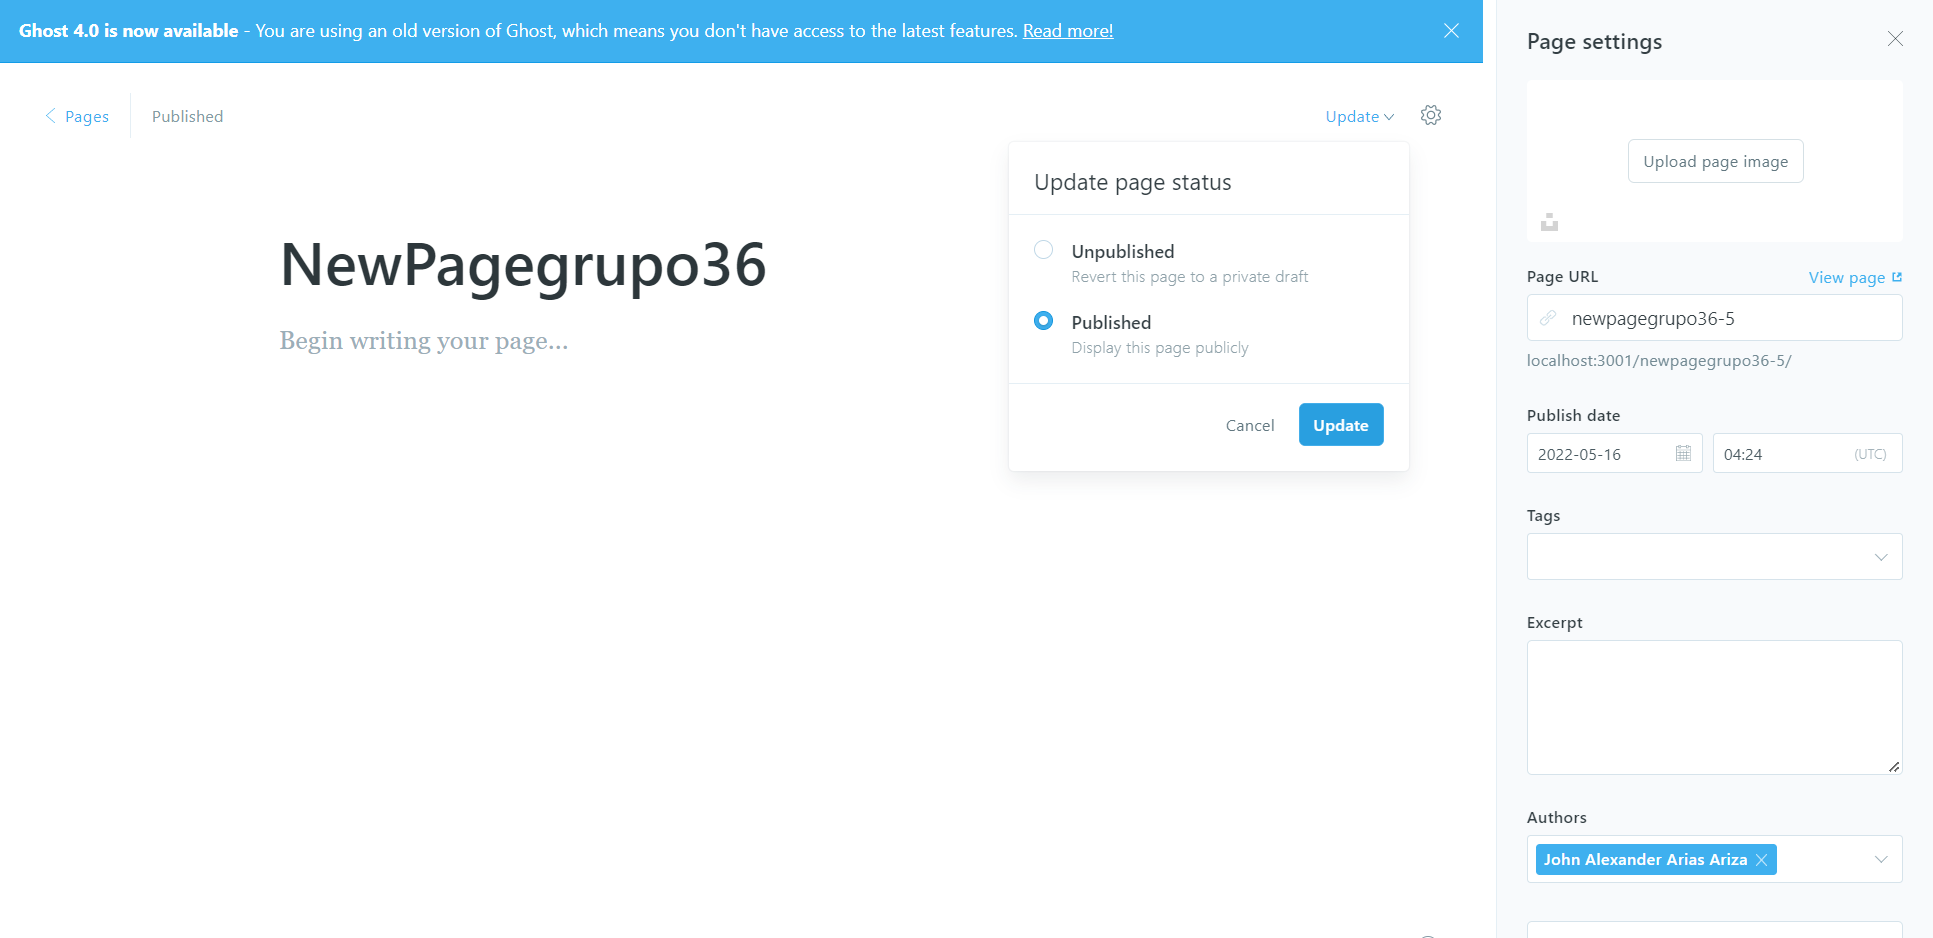 Ghost 4.0 is now available - You are using an old version of Ghost, which means you don't have access to the latest features. Read more!
Pages
Published
Update
NewPagegrupo36
Begin writing your page...
Update page status
Unpublished
Revert this page to a private draft
Published
Display this page publicly
Cancel
Update
Page settings
Upload page image
Page URL
View page
newpagegrupo36-5
localhost:3001/newpagegrupo36-5/
Publish date
2022-05-16
04:24
(UTC)
Tags
Excerpt
Authors
John Alexander Arias Ariza